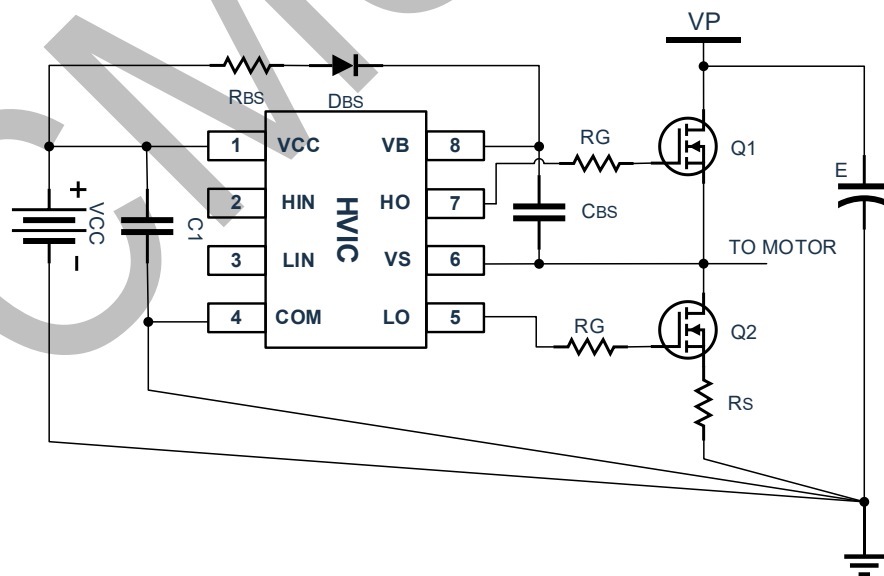 VP
RBS
DBS
1 VCC VB 8
RG
Q1
E
+
VCC
-
C1
2 HIN HO 7
HVIC
CBS
3 LIN VS 6
TO MOTOR
4 COM LO 5
RG
Q2
RS